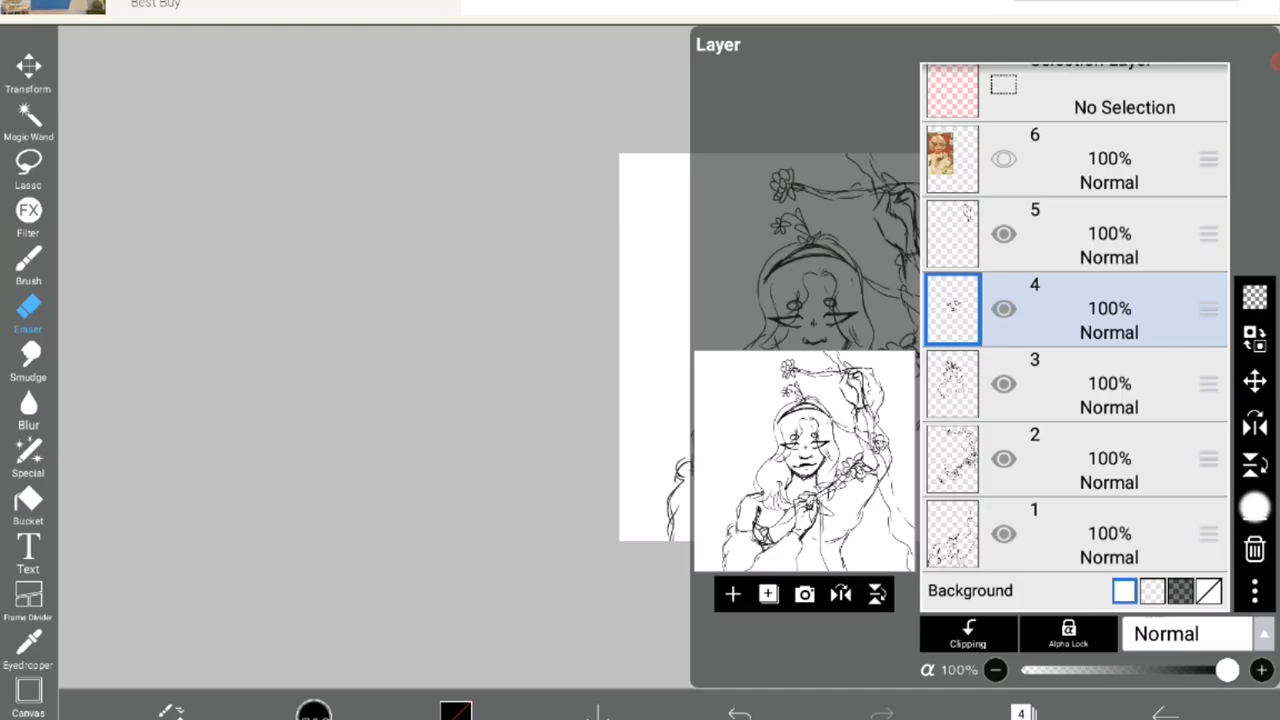 Best Buy
Layer
Transform
Magic Wand
Lasso
FX
Filter
Brush
Eraser
Smudge
Blur
Special
Bucket
T
Text
Frame Divider
Eyedropper
Canvas
Selection Layer
No Selection
6
100%
Normal
5
100%
Normal
4
100%
Normal
3
100%
Normal
2
100%
Normal
1
100%
Normal
Background
Clipping
Alpha Lock
Normal
α 100%
4